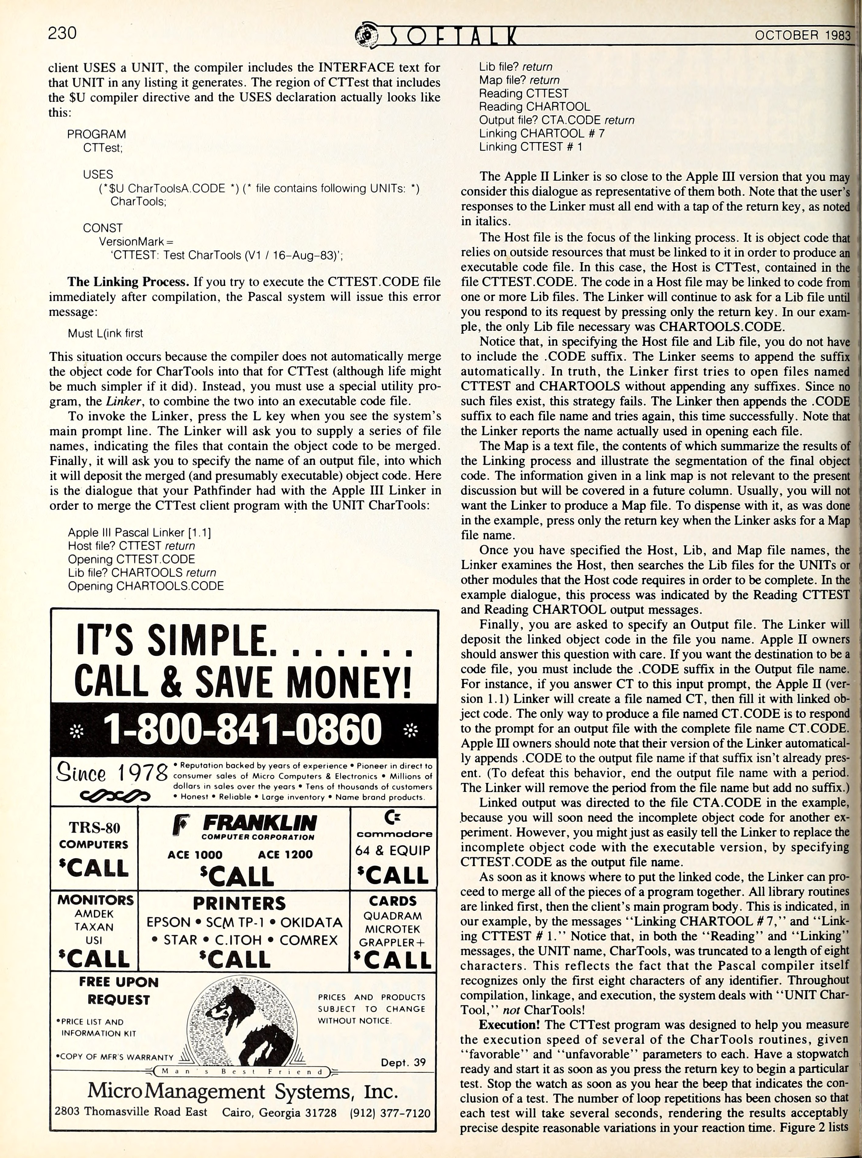 230
SOFTALK
OCTOBER 1983
client USES a UNIT, the compiler includes the INTERFACE text for
that UNIT in any listing it generates. The region of CTTest that includes
the $U compiler directive and the USES declaration actually looks like
this:
PROGRAM
CTTest;
USES
(*$U CharToolsA.CODE *) (* file contains following UNITs: *)
CharTools;
CONST
VersionMark =
'CTTEST: Test CharTools (V1 / 16–Aug–83)';
The Linking Process. If you try to execute the CTTEST.CODE file
immediately after compilation, the Pascal system will issue this error
message:
Must L(ink first
This situation occurs because the compiler does not automatically merge
the object code for CharTools into that for CTTest (although life might
be much simpler if it did). Instead, you must use a special utility pro-
gram, the Linker, to combine the two into an executable code file.
To invoke the Linker, press the L key when you see the system's
main prompt line. The Linker will ask you to supply a series of file
names, indicating the files that contain the object code to be merged.
Finally, it will ask you to specify the name of an output file, into which
it will deposit the merged (and presumably executable) object code. Here
is the dialogue that your Pathfinder had with the Apple III Linker in
order to merge the CTTest client program with the UNIT CharTools:
Apple III Pascal Linker [1.1]
Host file? CTTEST return
Opening CTTEST.CODE
Lib file? CHARTOOLS return
Opening CHARTOOLS.CODE
IT'S SIMPLE. . . . . . .
CALL & SAVE MONEY!
1-800-841-0860
Since 1978
• Reputation backed by years of experience • Pioneer in direct to
consumer sales of Micro Computers & Electronics • Millions of
dollars in sales over the years • Tens of thousands of customers
• Honest • Reliable • Large inventory • Name brand products.
TRS-80
COMPUTERS
$CALL
FRANKLIN
COMPUTER CORPORATION
ACE 1000 ACE 1200
$CALL
commodore
64 & EQUIP
$CALL
MONITORS
AMDEK
TAXAN
USI
$CALL
PRINTERS
EPSON • SCM TP-1 • OKIDATA
• STAR • C.ITOH • COMREX
$CALL
CARDS
QUADRAM
MICROTEK
GRAPPLER+
$CALL
FREE UPON
REQUEST
•PRICE LIST AND
INFORMATION KIT
•COPY OF MFR'S WARRANTY
Man's Best Friend
PRICES AND PRODUCTS
SUBJECT TO CHANGE
WITHOUT NOTICE.
Dept. 39
MicroManagement Systems, Inc.
2803 Thomasville Road East Cairo, Georgia 31728 (912) 377-7120
Lib file? return
Map file? return
Reading CTTEST
Reading CHARTOOL
Output file? CTA.CODE return
Linking CHARTOOL # 7
Linking CTTEST # 1
The Apple II Linker is so close to the Apple III version that you may
consider this dialogue as representative of them both. Note that the user's
responses to the Linker must all end with a tap of the return key, as noted
in italics.
The Host file is the focus of the linking process. It is object code that
relies on outside resources that must be linked to it in order to produce an
executable code file. In this case, the Host is CTTest, contained in the
file CTTEST.CODE. The code in a Host file may be linked to code from
one or more Lib files. The Linker will continue to ask for a Lib file until
you respond to its request by pressing only the return key. In our exam-
ple, the only Lib file necessary was CHARTOOLS.CODE.
Notice that, in specifying the Host file and Lib file, you do not have
to include the .CODE suffix. The Linker seems to append the suffix
automatically. In truth, the Linker first tries to open files named
CTTEST and CHARTOOLS without appending any suffixes. Since no
such files exist, this strategy fails. The Linker then appends the .CODE
suffix to each file name and tries again, this time successfully. Note that
the Linker reports the name actually used in opening each file.
The Map is a text file, the contents of which summarize the results of
the Linking process and illustrate the segmentation of the final object
code. The information given in a link map is not relevant to the present
discussion but will be covered in a future column. Usually, you will not
want the Linker to produce a Map file. To dispense with it, as was done
in the example, press only the return key when the Linker asks for a Map
file name.
Once you have specified the Host, Lib, and Map file names, the
Linker examines the Host, then searches the Lib files for the UNITs or
other modules that the Host code requires in order to be complete. In the
example dialogue, this process was indicated by the Reading CTTEST
and Reading CHARTOOL output messages.
Finally, you are asked to specify an Output file. The Linker will
deposit the linked object code in the file you name. Apple II owners
should answer this question with care. If you want the destination to be a
code file, you must include the .CODE suffix in the Output file name.
For instance, if you answer CT to this input prompt, the Apple II (ver-
sion 1.1) Linker will create a file named CT, then fill it with linked ob-
ject code. The only way to produce a file named CT.CODE is to respond
to the prompt for an output file with the complete file name CT.CODE.
Apple III owners should note that their version of the Linker automatical-
ly appends .CODE to the output file name if that suffix isn't already pres-
ent. (To defeat this behavior, end the output file name with a period.
The Linker will remove the period from the file name but add no suffix.)
Linked output was directed to the file CTA.CODE in the example,
because you will soon need the incomplete object code for another ex-
periment. However, you might just as easily tell the Linker to replace the
incomplete object code with the executable version, by specifying
CTTEST.CODE as the output file name.
As soon as it knows where to put the linked code, the Linker can pro-
ceed to merge all of the pieces of a program together. All library routines
are linked first, then the client's main program body. This is indicated, in
our example, by the messages "Linking CHARTOOL # 7," and "Link-
ing CTTEST # 1." Notice that, in both the "Reading" and "Linking"
messages, the UNIT name, CharTools, was truncated to a length of eight
characters. This reflects the fact that the Pascal compiler itself
recognizes only the first eight characters of any identifier. Throughout
compilation, linkage, and execution, the system deals with "UNIT Char-
Tool," not CharTools!
Execution! The CTTest program was designed to help you measure
the execution speed of several of the CharTools routines, given
"favorable" and "unfavorable" parameters to each. Have a stopwatch
ready and start it as soon as you press the return key to begin a particular
test. Stop the watch as soon as you hear the beep that indicates the con-
clusion of a test. The number of loop repetitions has been chosen so that
each test will take several seconds, rendering the results acceptably
precise despite reasonable variations in your reaction time. Figure 2 lists